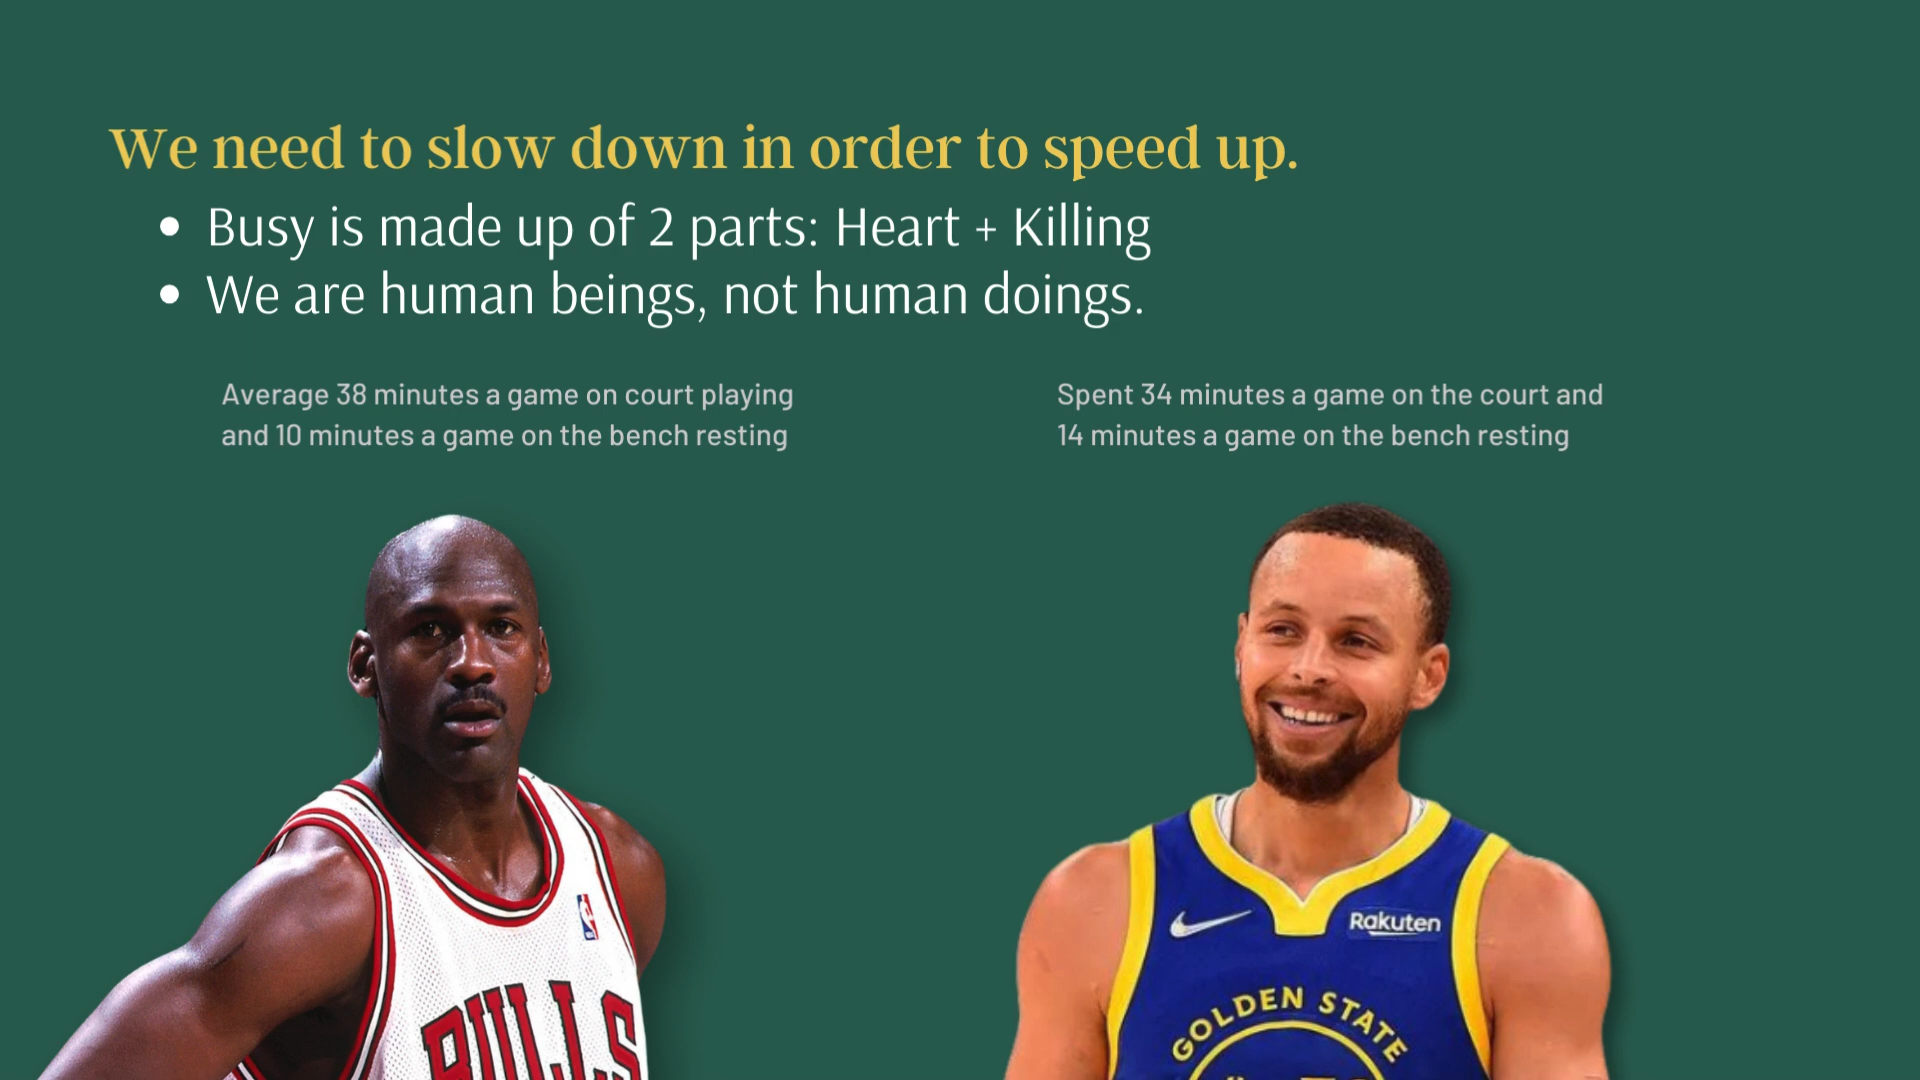 We need to slow down in order to speed up.
• Busy is made up of 2 parts: Heart + Killing
• We are human beings, not human doings.
Average 38 minutes a game on court playing
and 10 minutes a game on the bench resting
Spent 34 minutes a game on the court and
14 minutes a game on the bench resting
BULLS
Rakuten
GOLDEN STATE